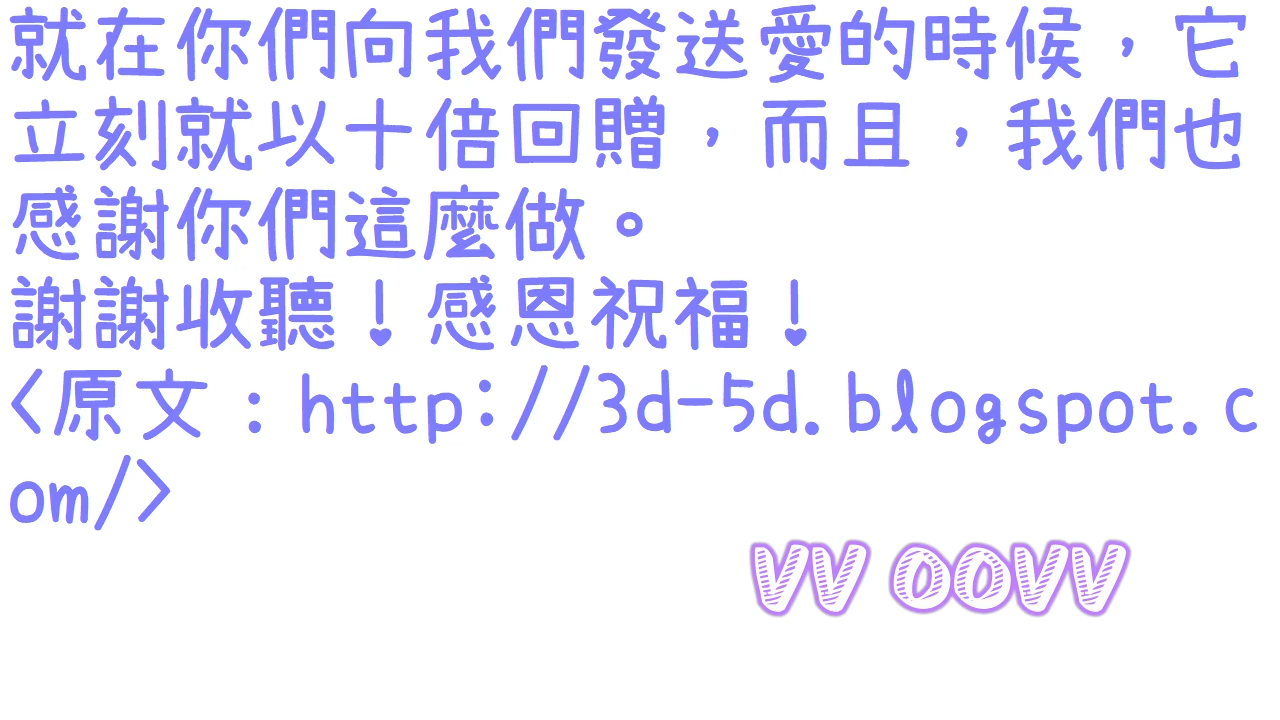 就在你們向我們發送愛的時候，它
立刻就以十倍回贈，而且，我們也
感謝你們這麼做。
謝謝收聽！感恩祝福！
<原文：http://3d-5d.blogspot.c
om/>
VV OOVV